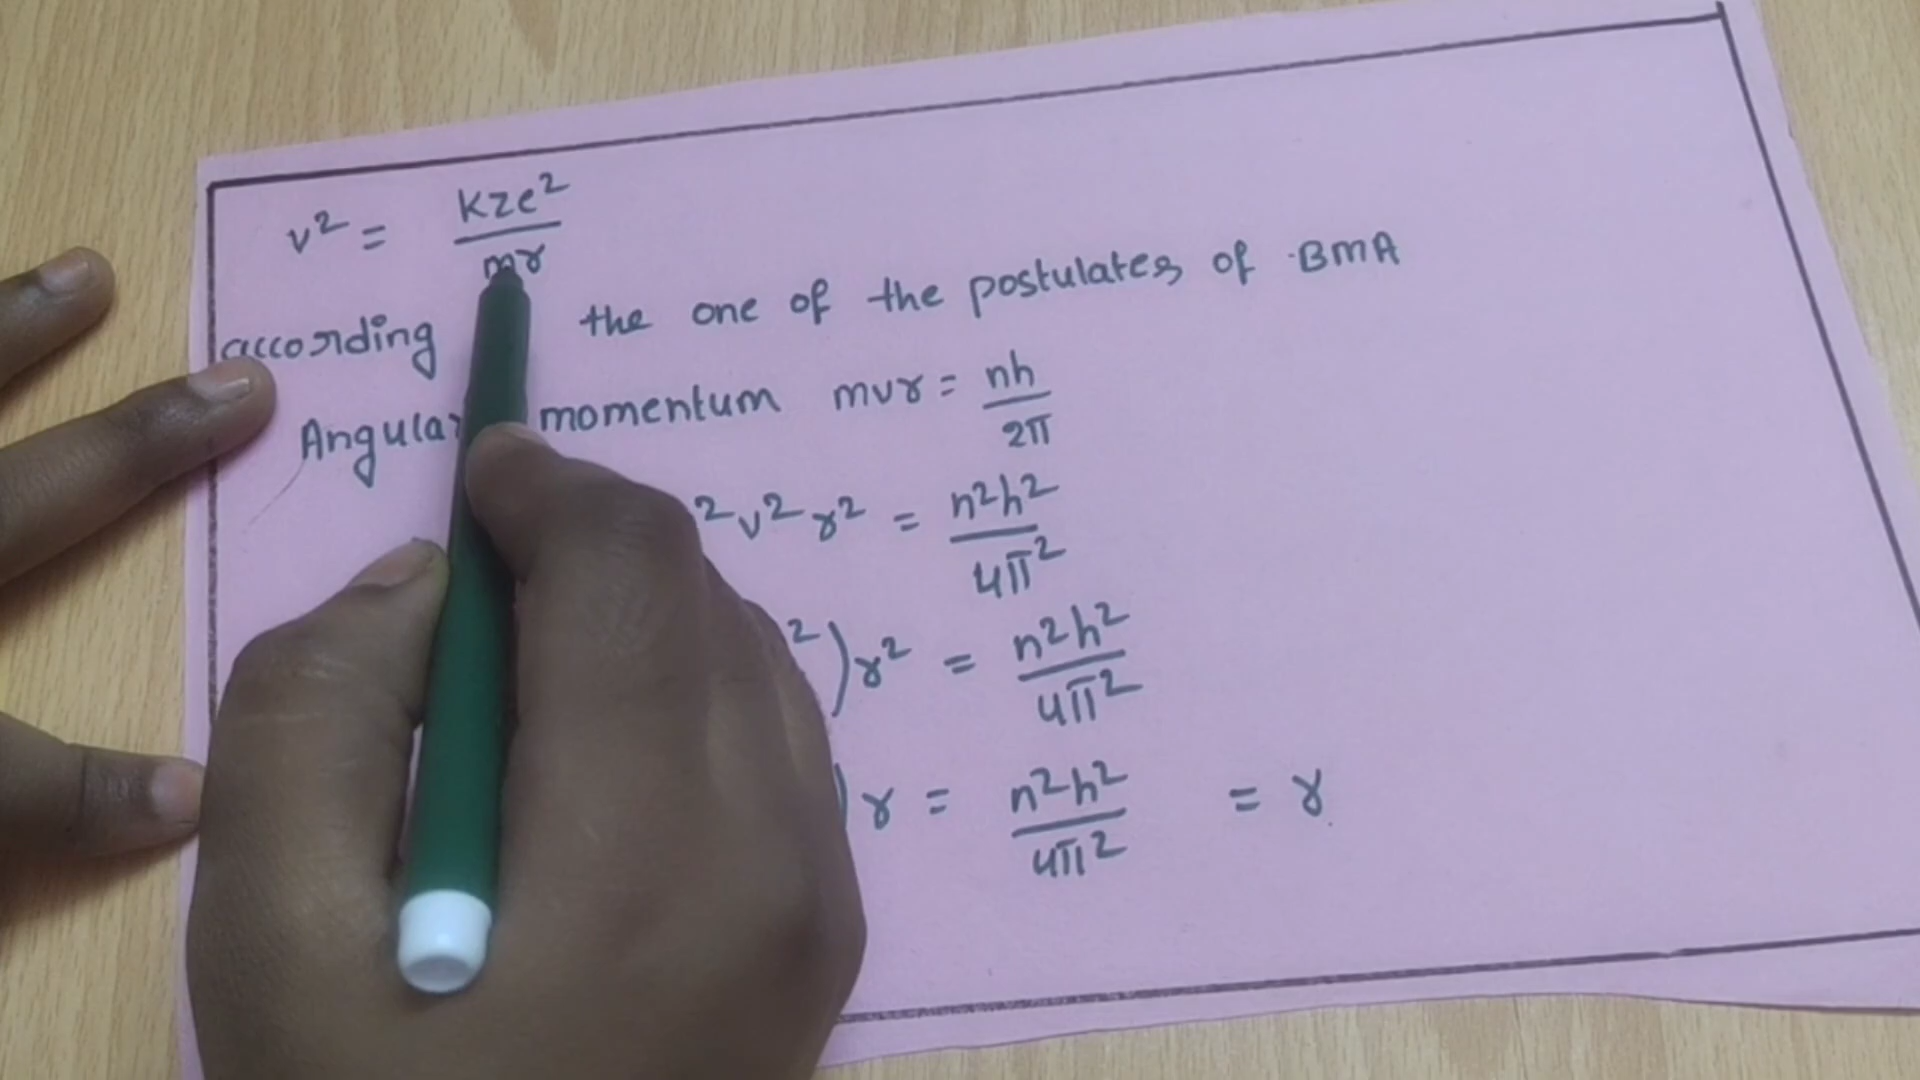 v² = kze²/mr
according the one of the postulates of BMA
Angular momentum mvr = nh/2π
²v²r² = n²h²/4π²
²)r² = n²h²/4π²
)r = n²h²/4π² = r